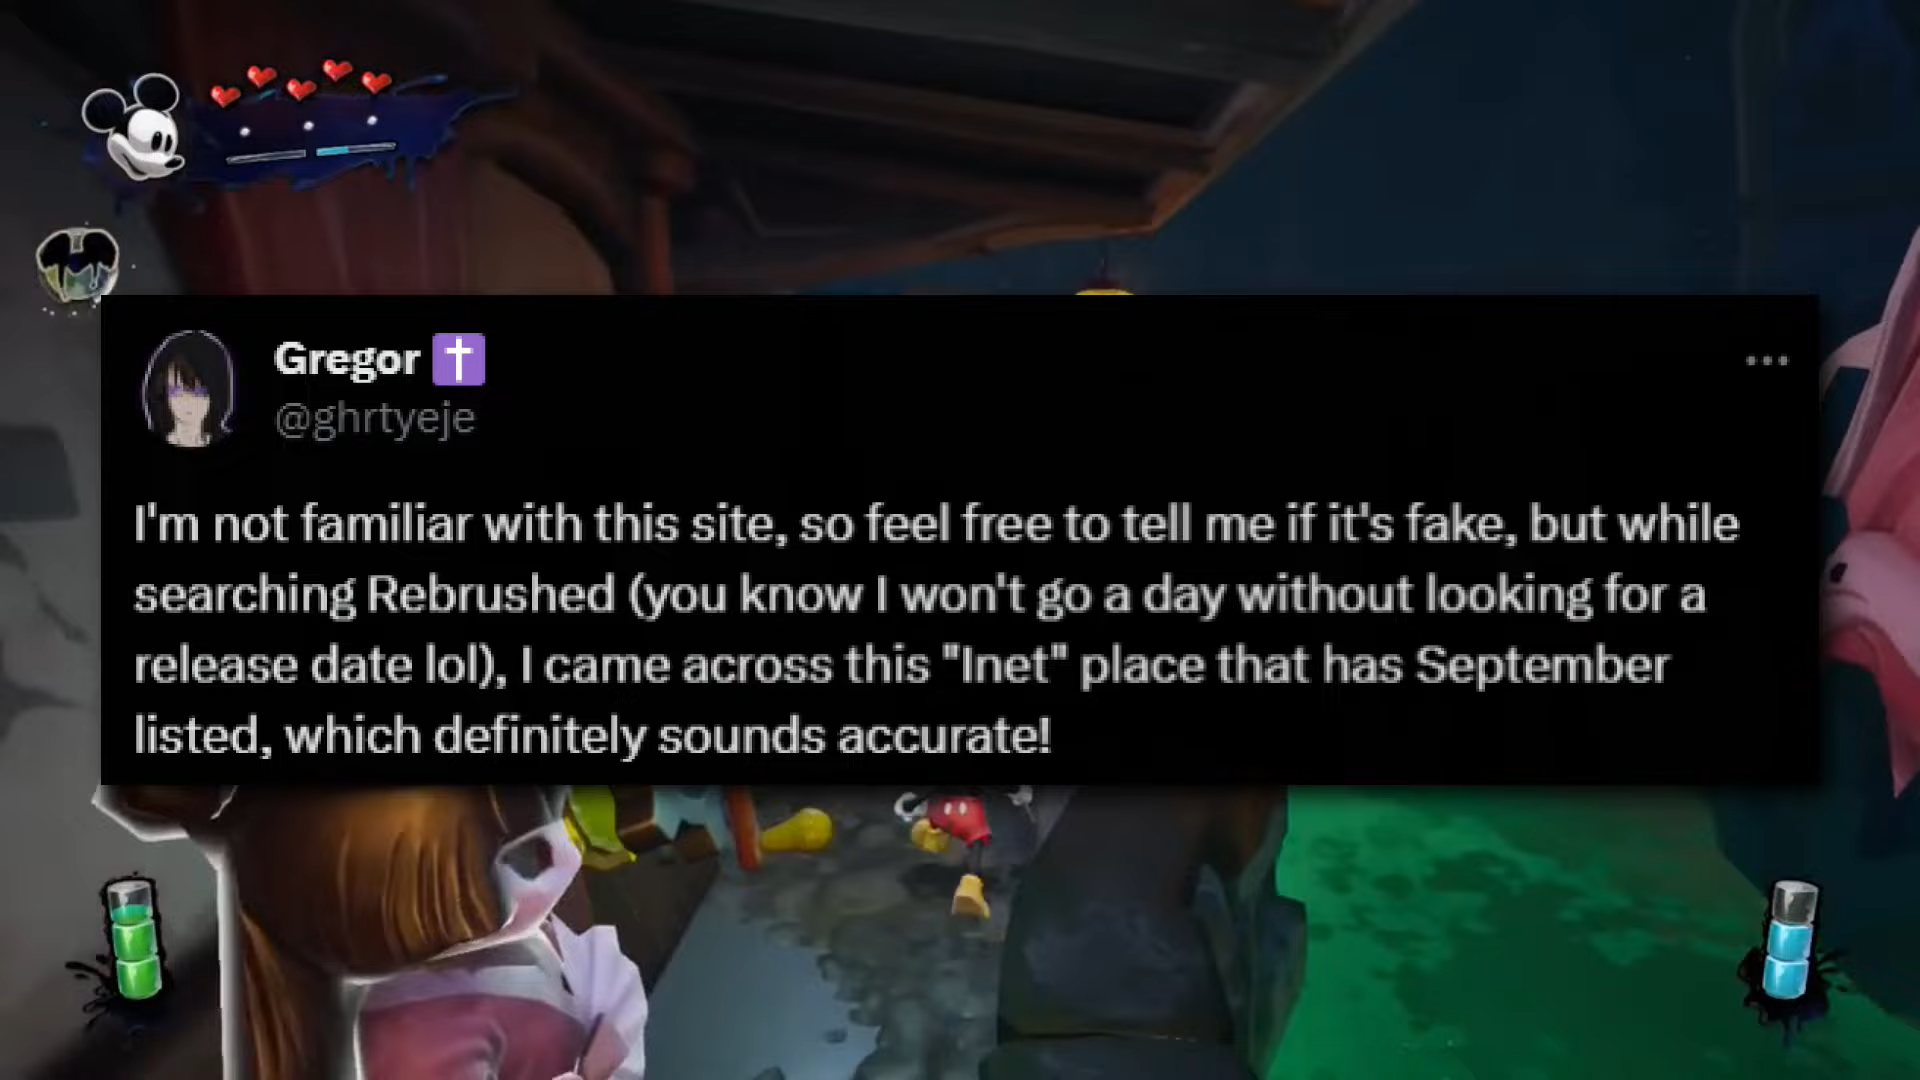 Gregor ✝️
@ghrtyeje
I'm not familiar with this site, so feel free to tell me if it's fake, but while
searching Rebrushed (you know I won't go a day without looking for a
release date lol), I came across this "Inet" place that has September
listed, which definitely sounds accurate!